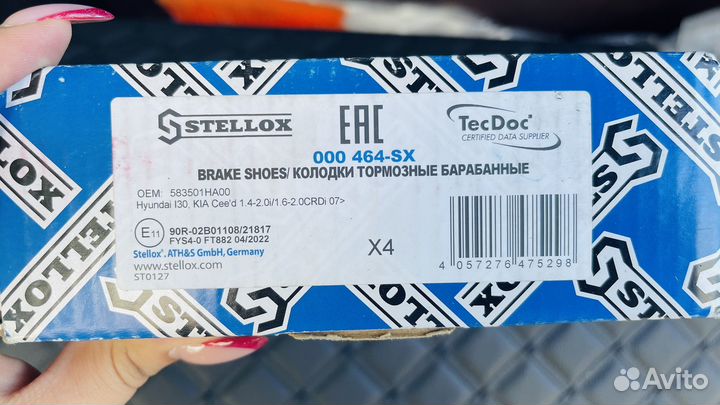 STELLOX
EAC
TecDoc
CERTIFIED DATA SUPPLIER
000 464-SX
BRAKE SHOES/ КОЛОДКИ ТОРМОЗНЫЕ БАРАБАННЫЕ
OEM: 583501HA00
Hyundai I30, KIA Cee'd 1.4-2.0i/1.6-2.0CRDi 07>
E11
90R-02B01108/21817
FYS4-0 FT882 04/2022
Stellox®, ATH&S GmbH, Germany
www.stellox.com
ST0127
X4
4 057276 475298
STELLOX
Avito